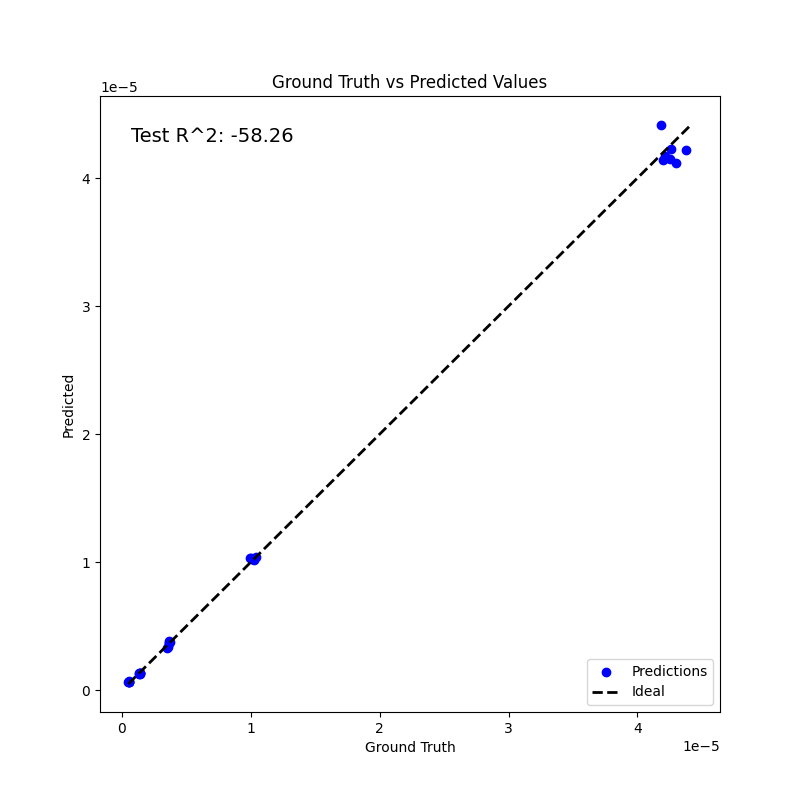 Ground Truth vs Predicted Values
1e−5
Test R^2: -58.26
4
3
2
1
0
Predicted
Predictions
Ideal
0 1 2 3 4
Ground Truth
1e−5